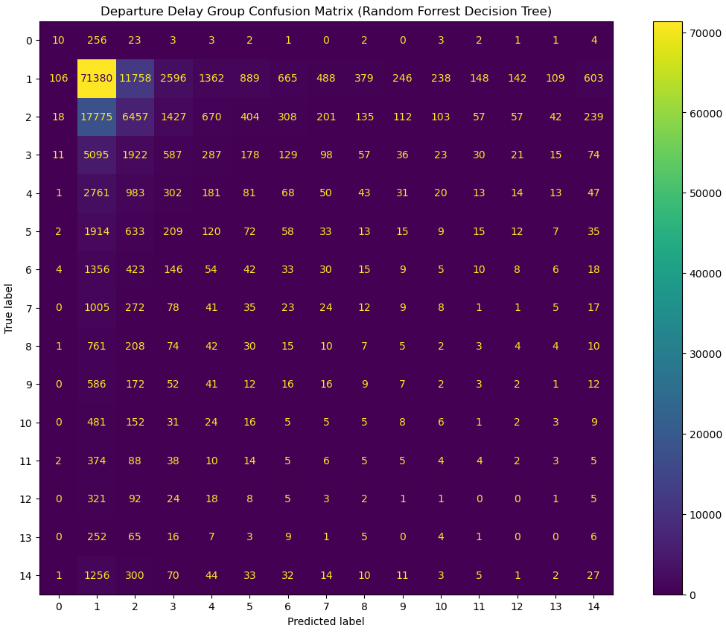 Departure Delay Group Confusion Matrix (Random Forrest Decision Tree)
0 10 256 23 3 3 2 1 0 2 0 3 2 1 1 4
1 106 71380 11758 2596 1362 889 665 488 379 246 238 148 142 109 603
2 18 17775 6457 1427 670 404 308 201 135 112 103 57 57 42 239
3 11 5095 1922 587 287 178 129 98 57 36 23 30 21 15 74
4 1 2761 983 302 181 81 68 50 43 31 20 13 14 13 47
5 2 1914 633 209 120 72 58 33 13 15 9 15 12 7 35
6 4 1356 423 146 54 42 33 30 15 9 5 10 8 6 18
7 0 1005 272 78 41 35 23 24 12 9 8 1 1 5 17
8 1 761 208 74 42 30 15 10 7 5 2 3 4 4 10
9 0 586 172 52 41 12 16 16 9 7 2 3 2 1 12
10 0 481 152 31 24 16 5 5 5 8 6 1 2 3 9
11 2 374 88 38 10 14 5 6 5 5 4 4 2 3 5
12 0 321 92 24 18 8 5 3 2 1 1 0 0 1 5
13 0 252 65 16 7 3 9 1 5 0 4 1 0 0 6
14 1 1256 300 70 44 33 32 14 10 11 3 5 1 2 27
0 1 2 3 4 5 6 7 8 9 10 11 12 13 14
Predicted label
True label
70000
60000
50000
40000
30000
20000
10000
0